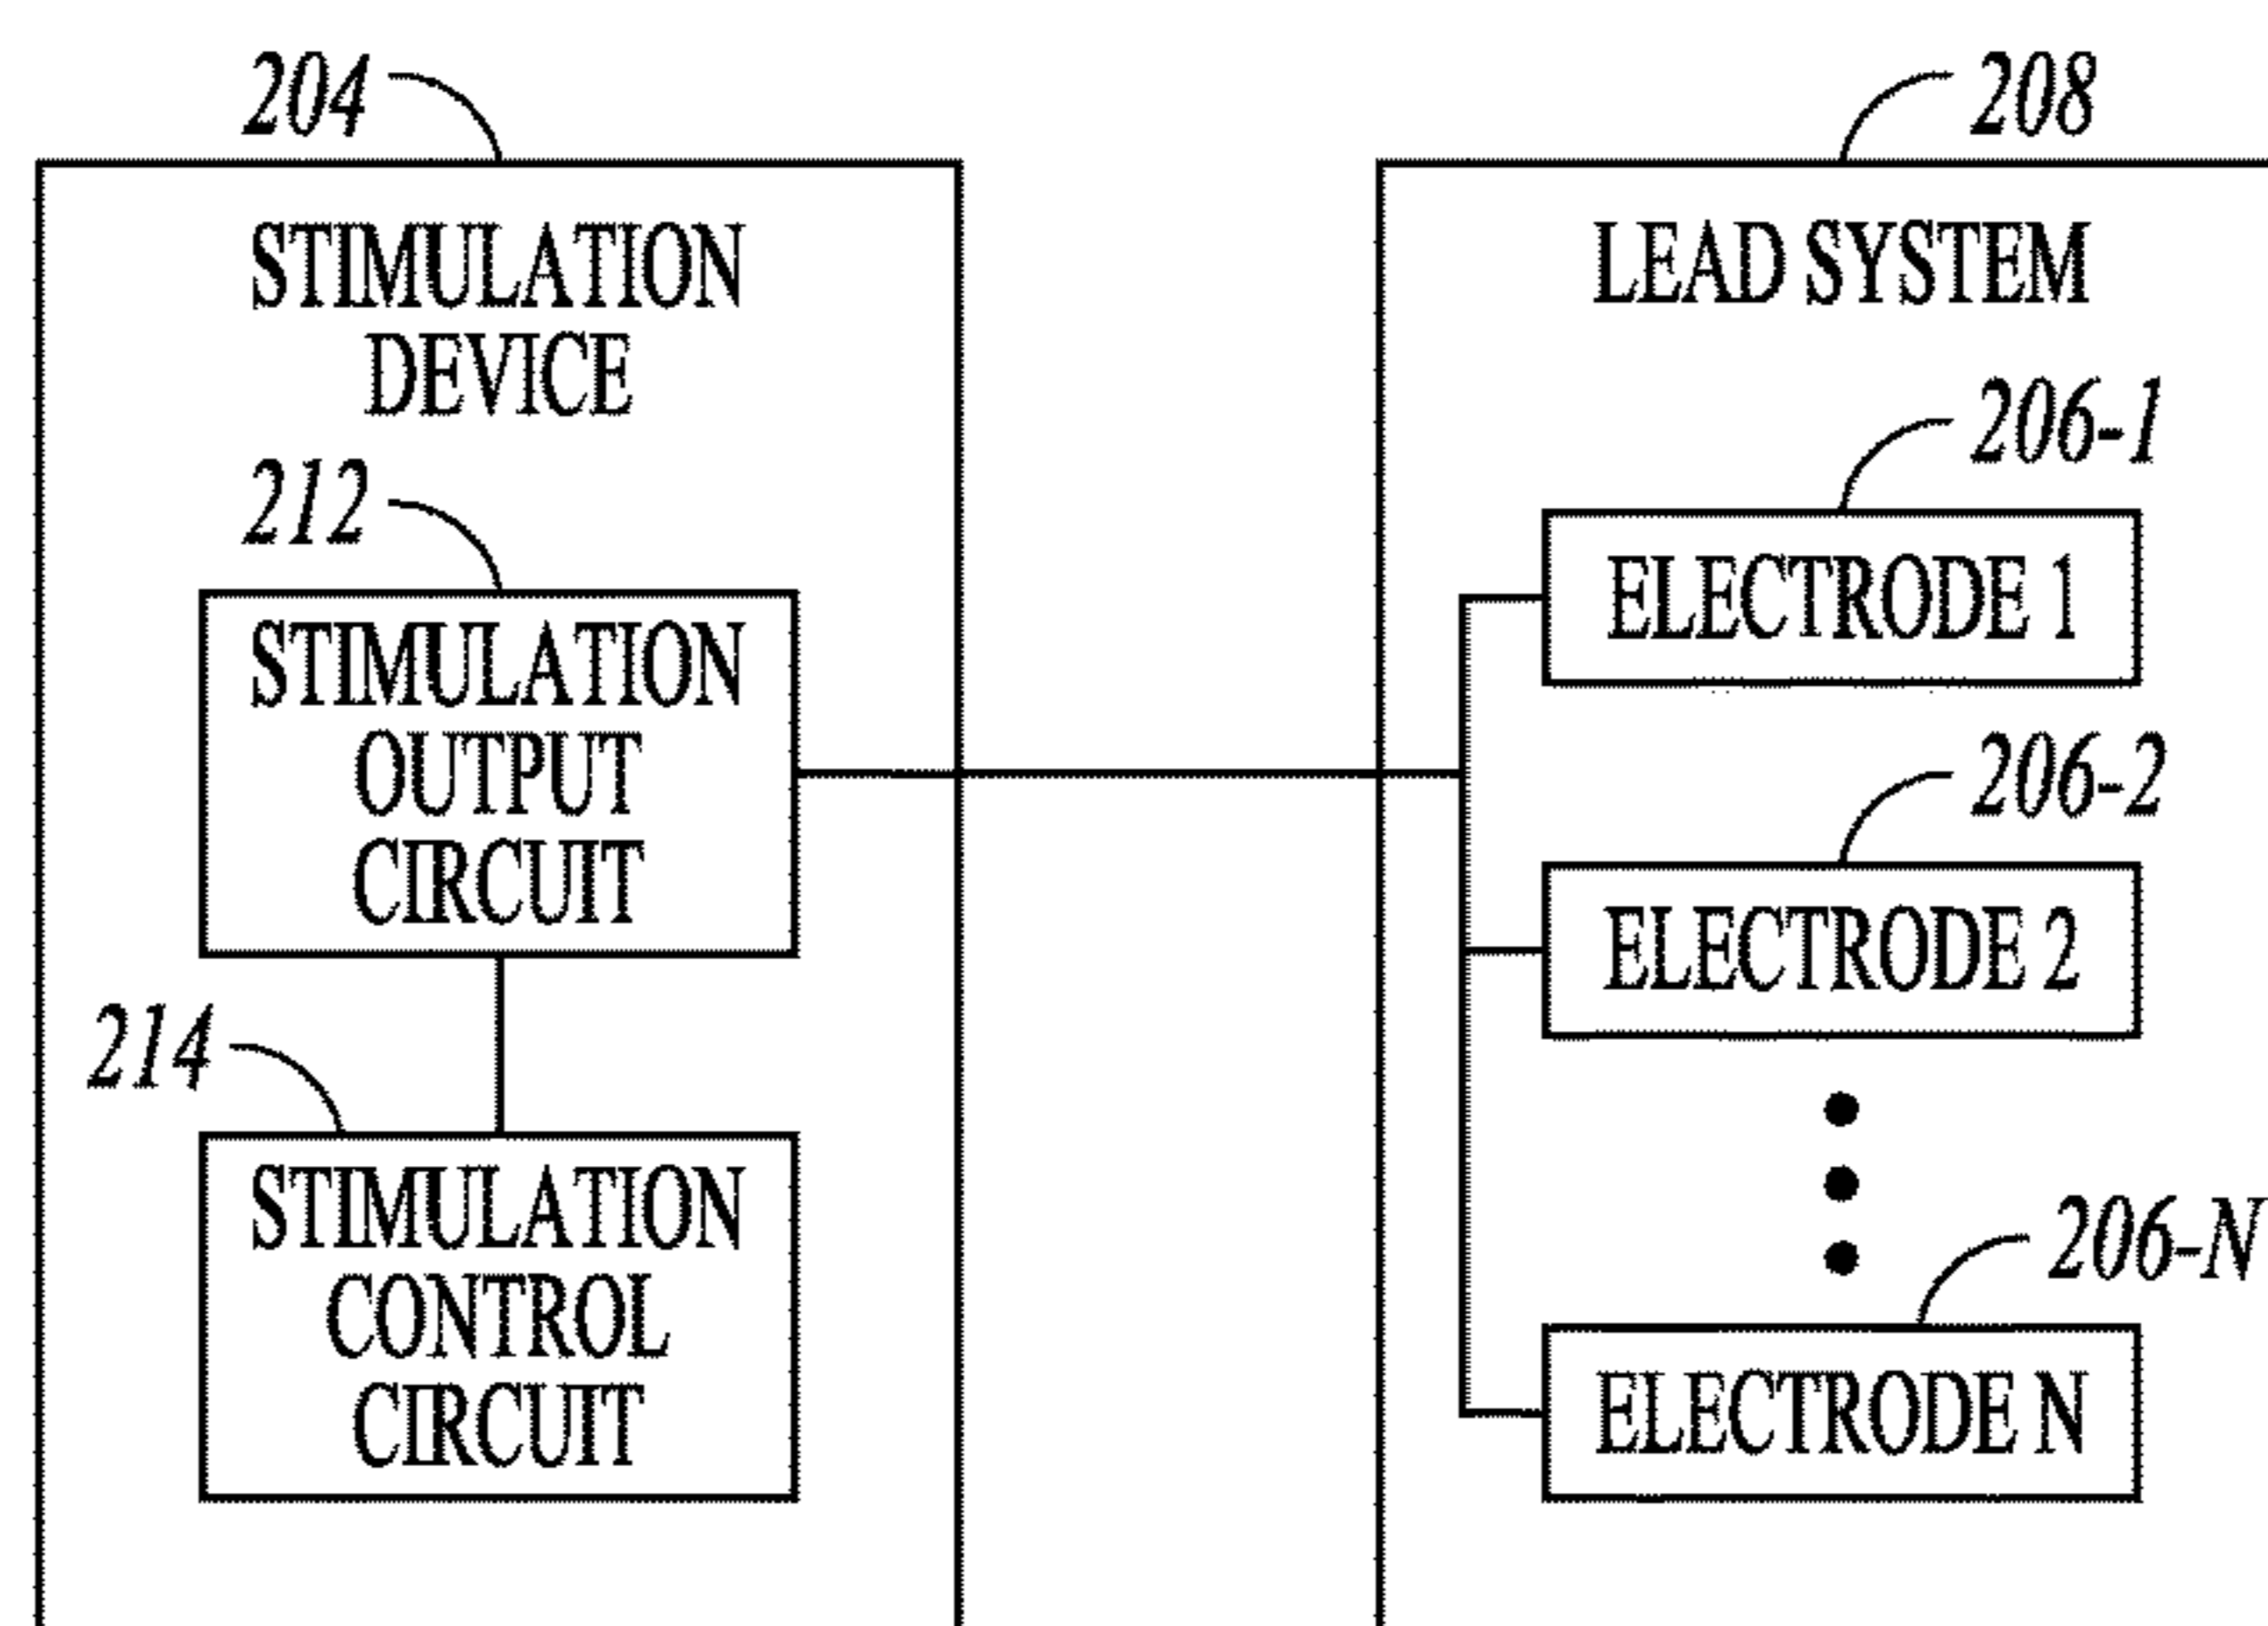 204
STIMULATION
DEVICE
212
STIMULATION
OUTPUT
CIRCUIT
214
STIMULATION
CONTROL
CIRCUIT
208
LEAD SYSTEM
206-1
ELECTRODE 1
206-2
ELECTRODE 2
206-N
ELECTRODE N